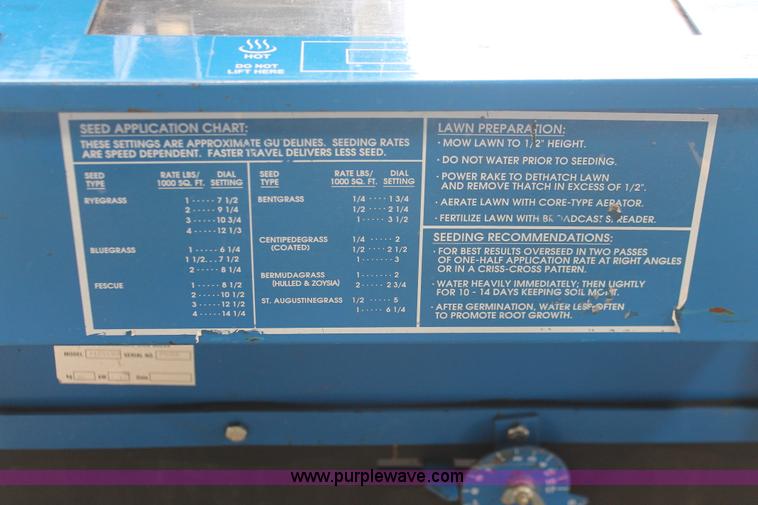 HOT
DO NOT
LIFT HERE
SEED APPLICATION CHART:
THESE SETTINGS ARE APPROXIMATE GUIDELINES. SEEDING RATES
ARE SPEED DEPENDENT. FASTER TRAVEL DELIVERS LESS SEED.
SEED TYPE RATE LBS/ 1000 SQ. FT. DIAL SETTING
RYEGRASS 1 ····· 7 1/2
2 ····· 9 1/4
3 ····· 10 3/4
4 ····· 12 1/3
BLUEGRASS 1 ····· 6 1/4
1 1/2 ···· 7 1/2
2 ····· 8 1/4
FESCUE 1 ····· 8 1/2
2 ····· 10 1/2
3 ····· 12 1/2
4 ····· 14 1/4
SEED TYPE RATE LBS/ 1000 SQ. FT. DIAL SETTING
BENTGRASS 1/4 ····· 1 3/4
1/2 ····· 2 1/4
1 ····· 3 1/2
CENTIPEDEGRASS 1/4 ····· 2
(COATED) 1/2 ····· 2 1/2
1 ····· 3
BERMUDAGRASS 1 ····· 2
(HULLED & ZOYSIA) 2 ····· 2 3/4
ST. AUGUSTINEGRASS 1/2 ····· 5
1 ····· 6 1/4
LAWN PREPARATION:
· MOW LAWN TO 1/2" HEIGHT.
· DO NOT WATER PRIOR TO SEEDING.
· POWER RAKE TO DETHATCH LAWN
AND REMOVE THATCH IN EXCESS OF 1/2".
· AERATE LAWN WITH CORE-TYPE AERATOR.
· FERTILIZE LAWN WITH BROADCAST SPREADER.
SEEDING RECOMMENDATIONS:
· FOR BEST RESULTS OVERSEED IN TWO PASSES
OF ONE-HALF APPLICATION RATE AT RIGHT ANGLES
OR IN A CRISS-CROSS PATTERN.
· WATER HEAVILY IMMEDIATELY; THEN LIGHTLY
FOR 10 - 14 DAYS KEEPING SOIL MOIST.
· AFTER GERMINATION, WATER LESS OFTEN
TO PROMOTE ROOT GROWTH.
MODEL SERIAL NO
kg kW Date
www.purplewave.com